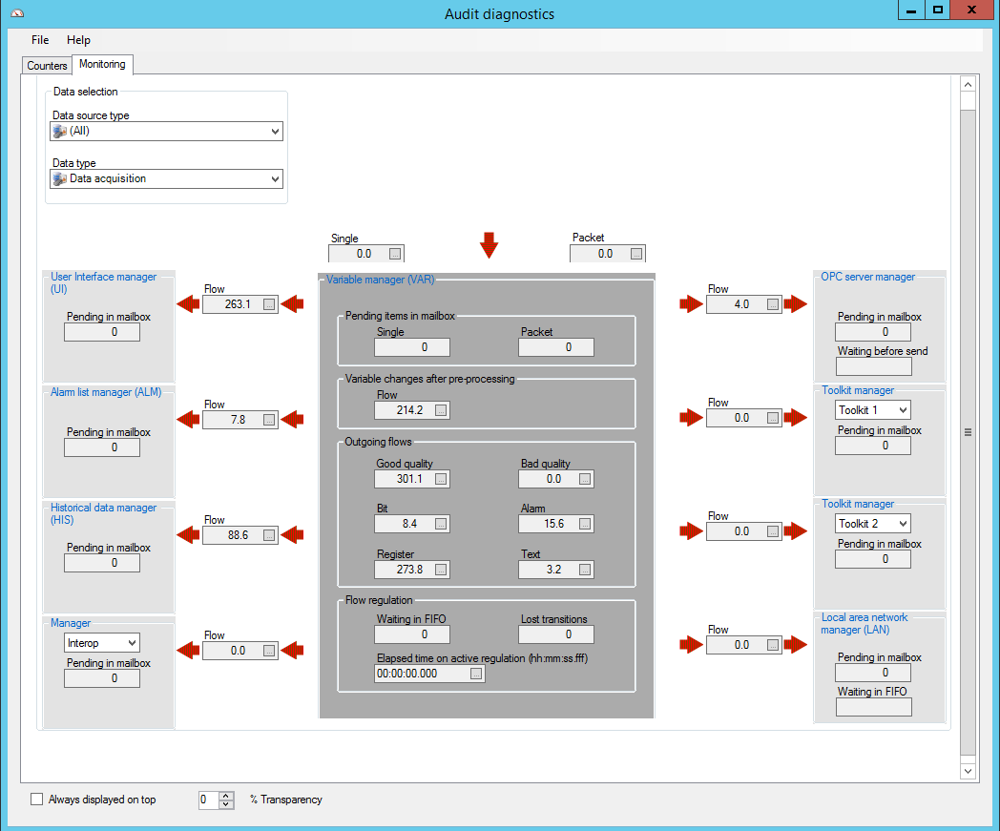 Audit diagnostics
File Help
Counters Monitoring
Data selection
Data source type
(All)
Data type
Data acquisition
Single
0.0 ...
Packet
0.0 ...
User Interface manager
(UI)
Pending in mailbox
0
Flow
263.1 ...
Alarm list manager (ALM)
Pending in mailbox
0
Flow
7.8 ...
Historical data manager
(HIS)
Pending in mailbox
0
Flow
88.6 ...
Manager
Interop
Pending in mailbox
0
Flow
0.0 ...
Variable manager (VAR)
Pending items in mailbox
Single Packet
0 0
Variable changes after pre-processing
Flow
214.2 ...
Outgoing flows
Good quality Bad quality
301.1 ... 0.0 ...
Bit Alarm
8.4 ... 15.6 ...
Register Text
273.8 ... 3.2 ...
Flow regulation
Waiting in FIFO Lost transitions
0 0
Elapsed time on active regulation (hh:mm:ss.fff)
00:00:00.000 ...
Flow
4.0 ...
OPC server manager
Pending in mailbox
0
Waiting before send
Flow
0.0 ...
Toolkit manager
Toolkit 1
Pending in mailbox
0
Flow
0.0 ...
Toolkit manager
Toolkit 2
Pending in mailbox
0
Flow
0.0 ...
Local area network
manager (LAN)
Pending in mailbox
0
Waiting in FIFO
Always displayed on top 0 % Transparency